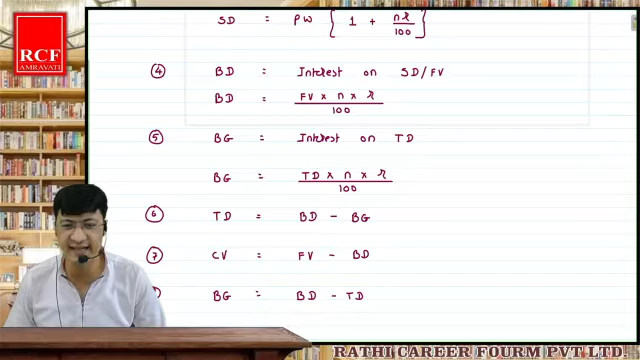 RCF
AMRAVATI
SD = PW { 1 + nr/100 }
④ BD = Interest on SD/FV
BD = FV × n × r / 100
⑤ BG = Interest on TD
BG = TD × n × r / 100
⑥ TD = BD - BG
⑦ CV = FV - BD
BG = BD - TD
RATHI CAREER FOURM PVT LTD